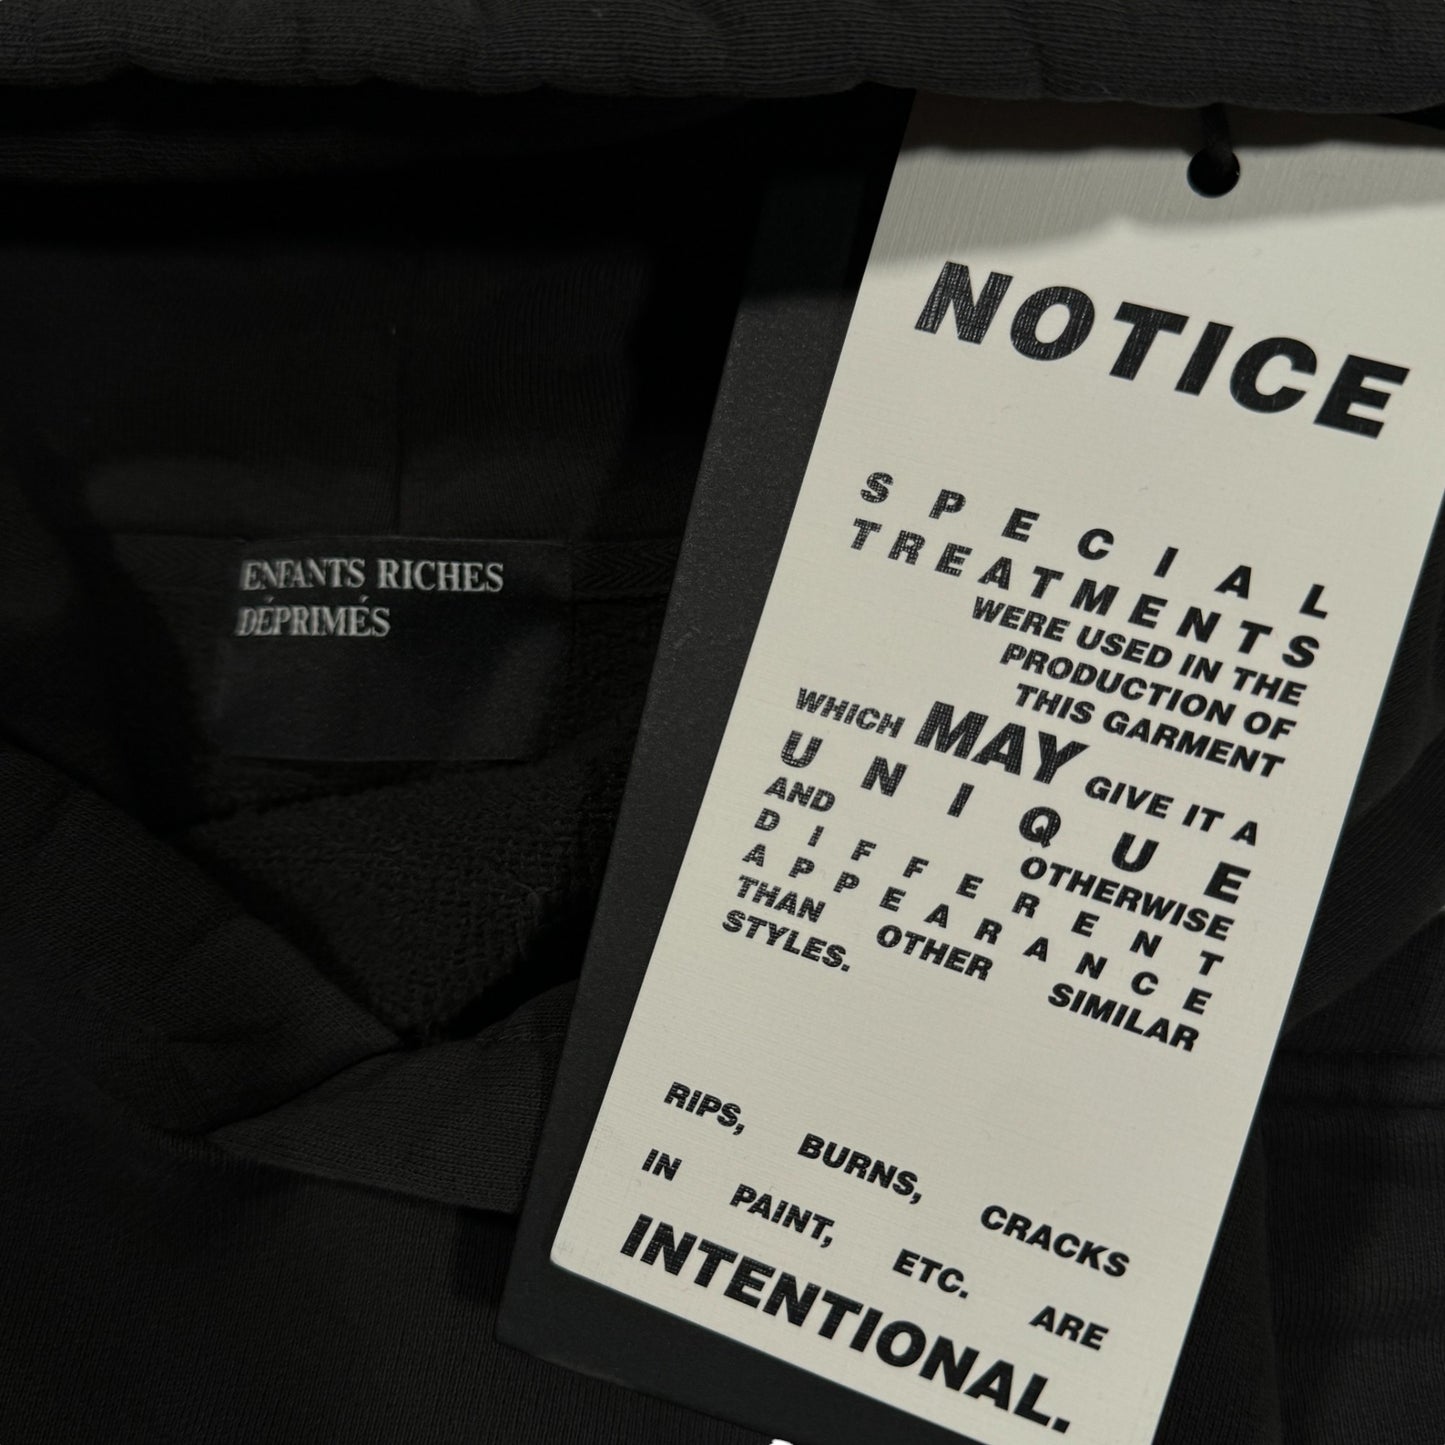 ENFANTS RICHES
DÉPRIMÉS
NOTICE
SPECIAL
TREATMENTS
WERE USED IN THE
PRODUCTION OF
THIS GARMENT
WHICH MAY GIVE IT A
UNIQUE
AND OTHERWISE
DIFFERENT
APPEARANCE
THAN OTHER SIMILAR
STYLES.
RIPS, BURNS, CRACKS
IN PAINT, ETC. ARE
INTENTIONAL.